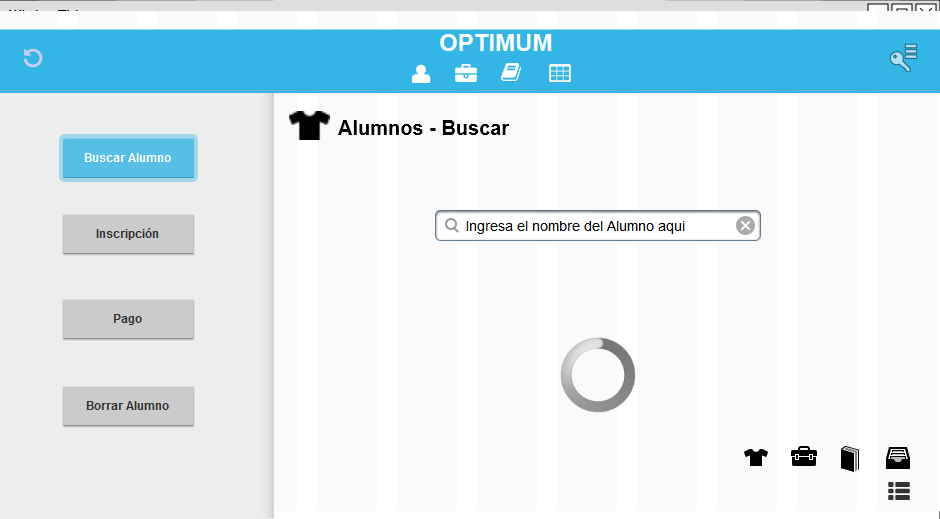 OPTIMUM
Alumnos - Buscar
Buscar Alumno
Ingresa el nombre del Alumno aqui
Inscripción
Pago
Borrar Alumno